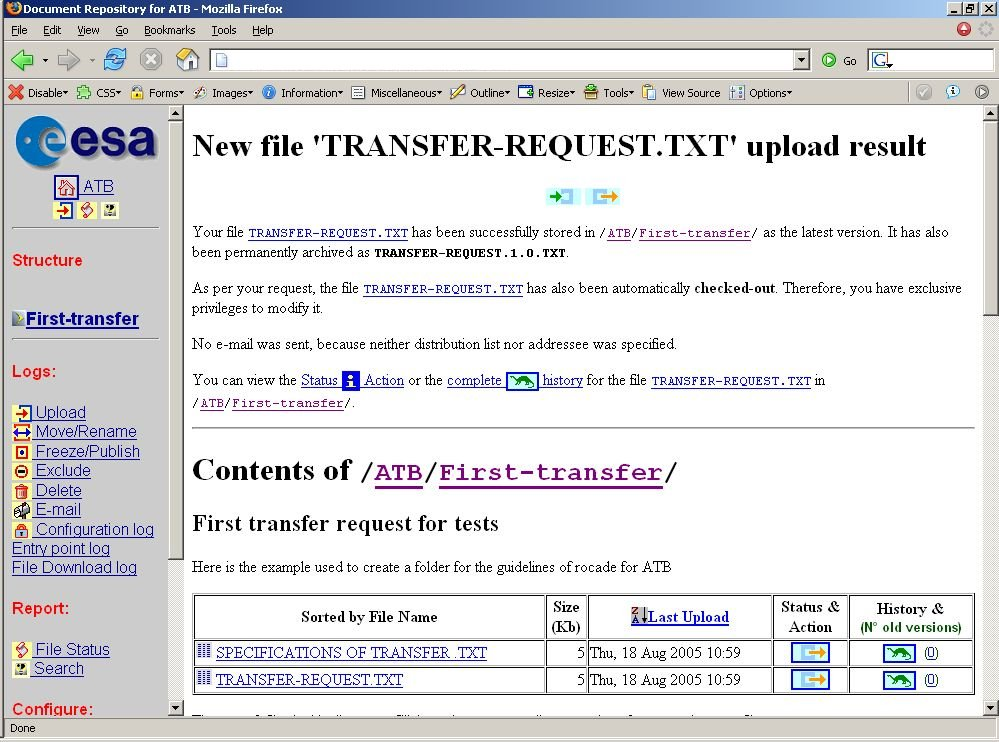 Document Repository for ATB - Mozilla Firefox
File Edit View Go Bookmarks Tools Help
Go G
Disable CSS Forms Images Information Miscellaneous Outline Resize Tools View Source Options
esa
ATB
Structure
First-transfer
Logs:
Upload
Move/Rename
Freeze/Publish
Exclude
Delete
E-mail
Configuration log
Entry point log
File Download log
Report:
File Status
Search
Configure:
New file 'TRANSFER-REQUEST.TXT' upload result
Your file TRANSFER-REQUEST.TXT has been successfully stored in /ATB/First-transfer/ as the latest version. It has also
been permanently archived as TRANSFER-REQUEST.1.0.TXT.
As per your request, the file TRANSFER-REQUEST.TXT has also been automatically checked-out. Therefore, you have exclusive
privileges to modify it.
No e-mail was sent, because neither distribution list nor addressee was specified.
You can view the Status i Action or the complete history for the file TRANSFER-REQUEST.TXT in
/ATB/First-transfer/.
Contents of /ATB/First-transfer/
First transfer request for tests
Here is the example used to create a folder for the guidelines of rocade for ATB
Sorted by File Name Size (Kb) Last Upload Status & Action History & (N° old versions)
SPECIFICATIONS OF TRANSFER .TXT 5 Thu, 18 Aug 2005 10:59 (0)
TRANSFER-REQUEST.TXT 5 Thu, 18 Aug 2005 10:59 (0)
Done